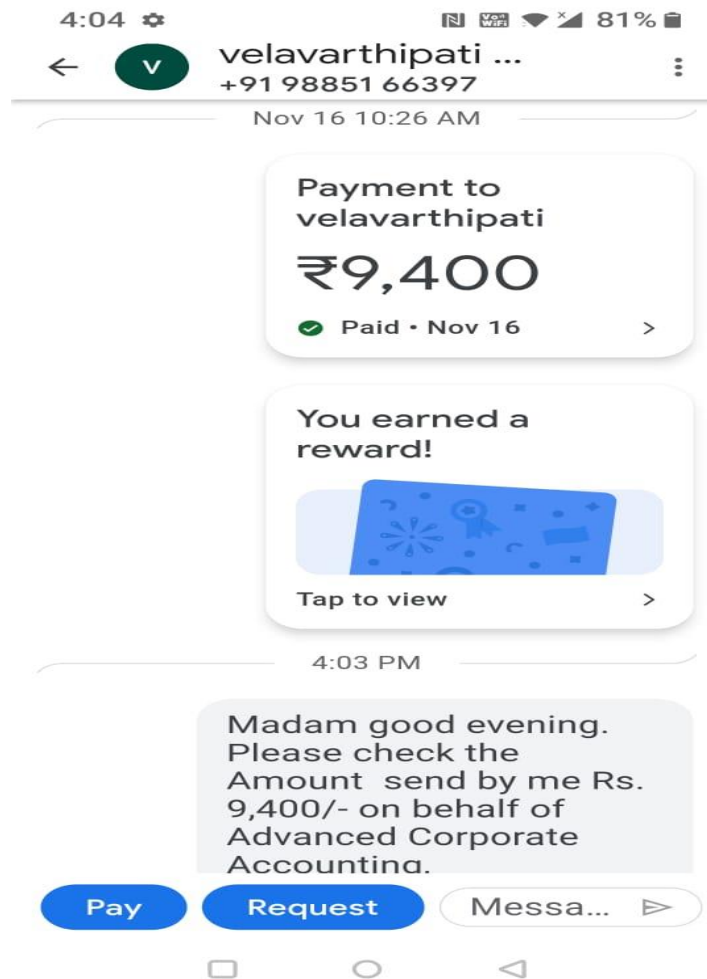 4:04 81%
velavarthipati ...
V
+91 98851 66397
Nov 16 10:26 AM
Payment to
velavarthipati
₹9,400
Paid • Nov 16 >
You earned a
reward!
Tap to view >
4:03 PM
Madam good evening.
Please check the
Amount send by me Rs.
9,400/- on behalf of
Advanced Corporate
Accounting.
Pay Request Messa...